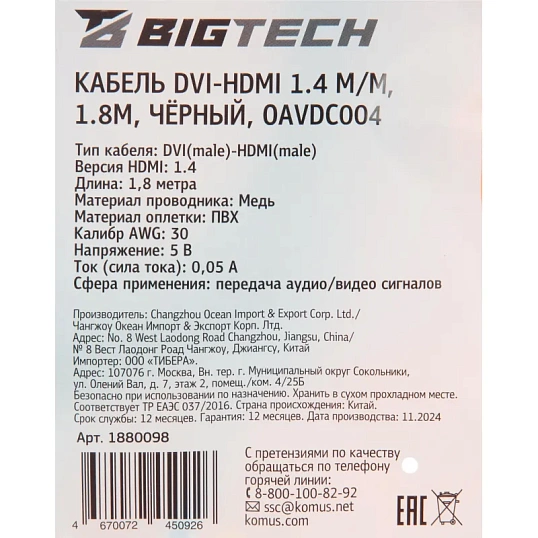 BIGTECH
КАБЕЛЬ DVI-HDMI 1.4 M/M,
1.8М, ЧЁРНЫЙ, 0AVDC004
Тип кабеля: DVI(male)-HDMI(male)
Версия HDMI: 1.4
Длина: 1,8 метра
Материал проводника: Медь
Материал оплетки: ПВХ
Калибр AWG: 30
Напряжение: 5 В
Ток (сила тока): 0,05 А
Сфера применения: передача аудио/видео сигналов
Производитель: Changzhou Ocean Import & Export Corp. Ltd./
Чангжоу Океан Импорт & Экспорт Корп. Лтд.
Адрес: No. 8 West Laodong Road Changzhou, Jiangsu, China/
№ 8 Вест Лаодонг Роад Чангжоу, Джиангсу, Китай
Импортер: ООО «ТИБЕРА».
Адрес: 107076 г. Москва, Вн. тер. г. Муниципальный округ Сокольники,
ул. Олений Вал, д. 7, этаж 2, помещ./ком. 4/25Б
Безопасно при использовании по назначению. Хранить в сухом прохладном месте.
Соответствует ТР ЕАЭС 037/2016. Страна происхождения: Китай.
Срок службы: 12 месяцев. Гарантия: 12 месяцев. Дата производства: 11.2024
Арт. 1880098
С претензиями по качеству
обращаться по телефону
горячей линии:
8-800-100-82-92
ssc@komus.net
komus.com
4 670072 450926
EAC